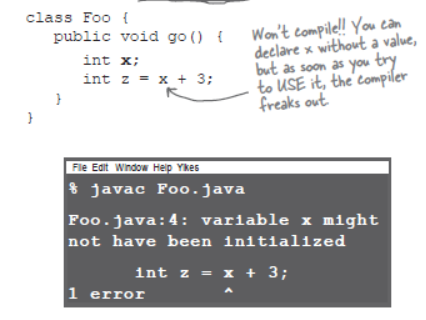 class Foo {
public void go() {
int x;
int z = x + 3;
}
}
Won't compile!! You can
declare x without a value,
but as soon as you try
to USE it, the compiler
freaks out.
File Edit Window Help Yikes
% javac Foo.java
Foo.java:4: variable x might
not have been initialized
int z = x + 3;
1 error ^